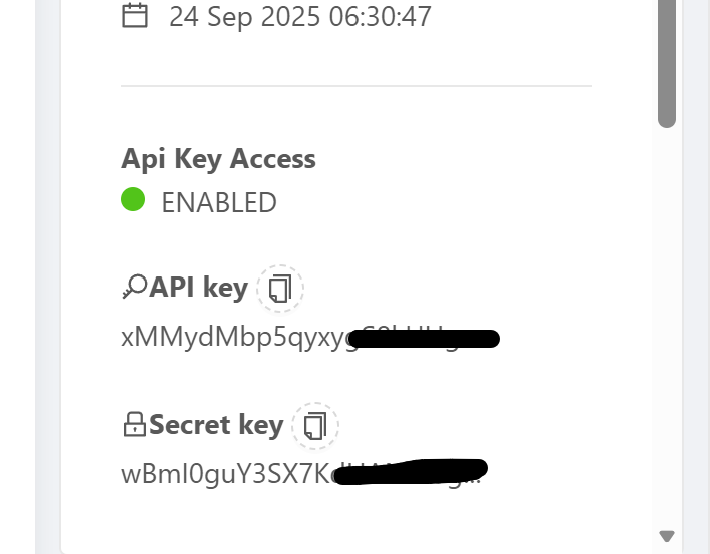 24 Sep 2025 06:30:47
Api Key Access
ENABLED
API key
xMMydMbp5qyxyg
Secret key
wBmI0guY3SX7K